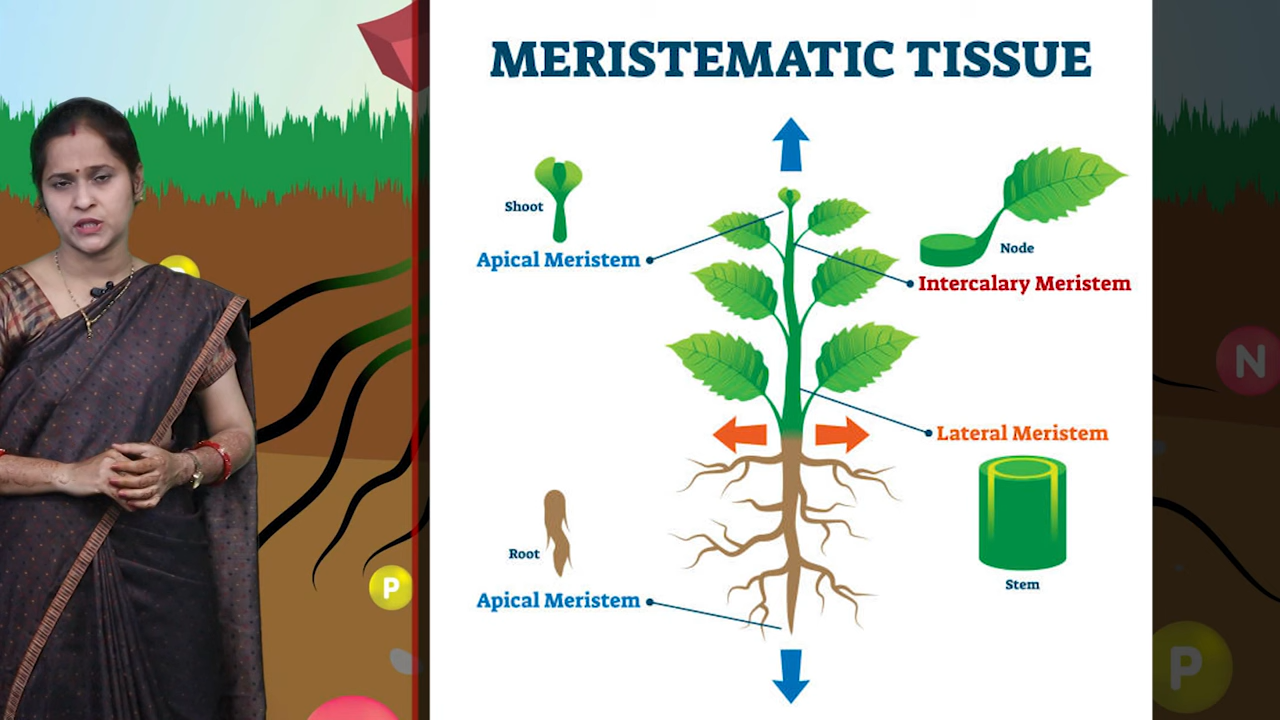 MERISTEMATIC TISSUE
Shoot
Apical Meristem
Node
Intercalary Meristem
N
Lateral Meristem
Root
Stem
P
Apical Meristem
P